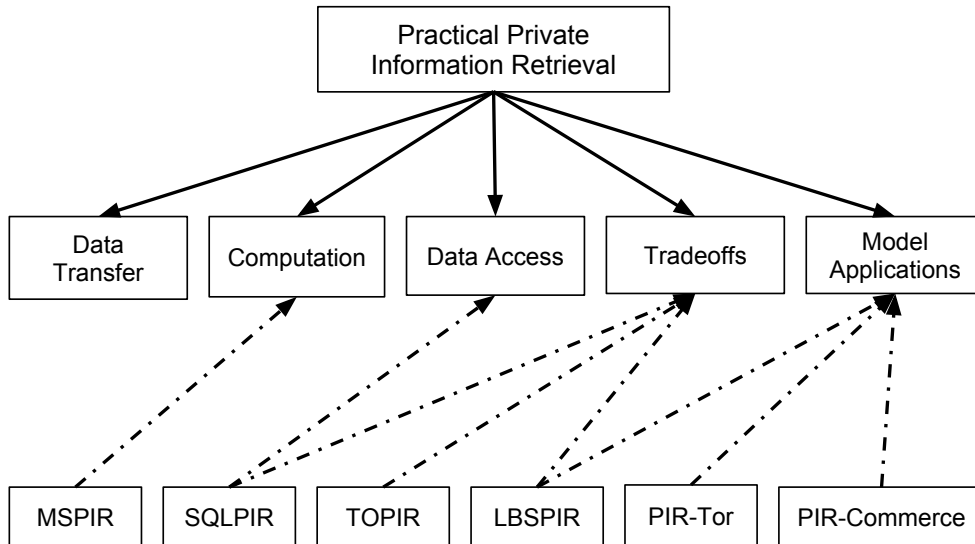 Practical Private
Information Retrieval
Data
Transfer
Computation
Data Access
Tradeoffs
Model
Applications
MSPIR
SQLPIR
TOPIR
LBSPIR
PIR-Tor
PIR-Commerce